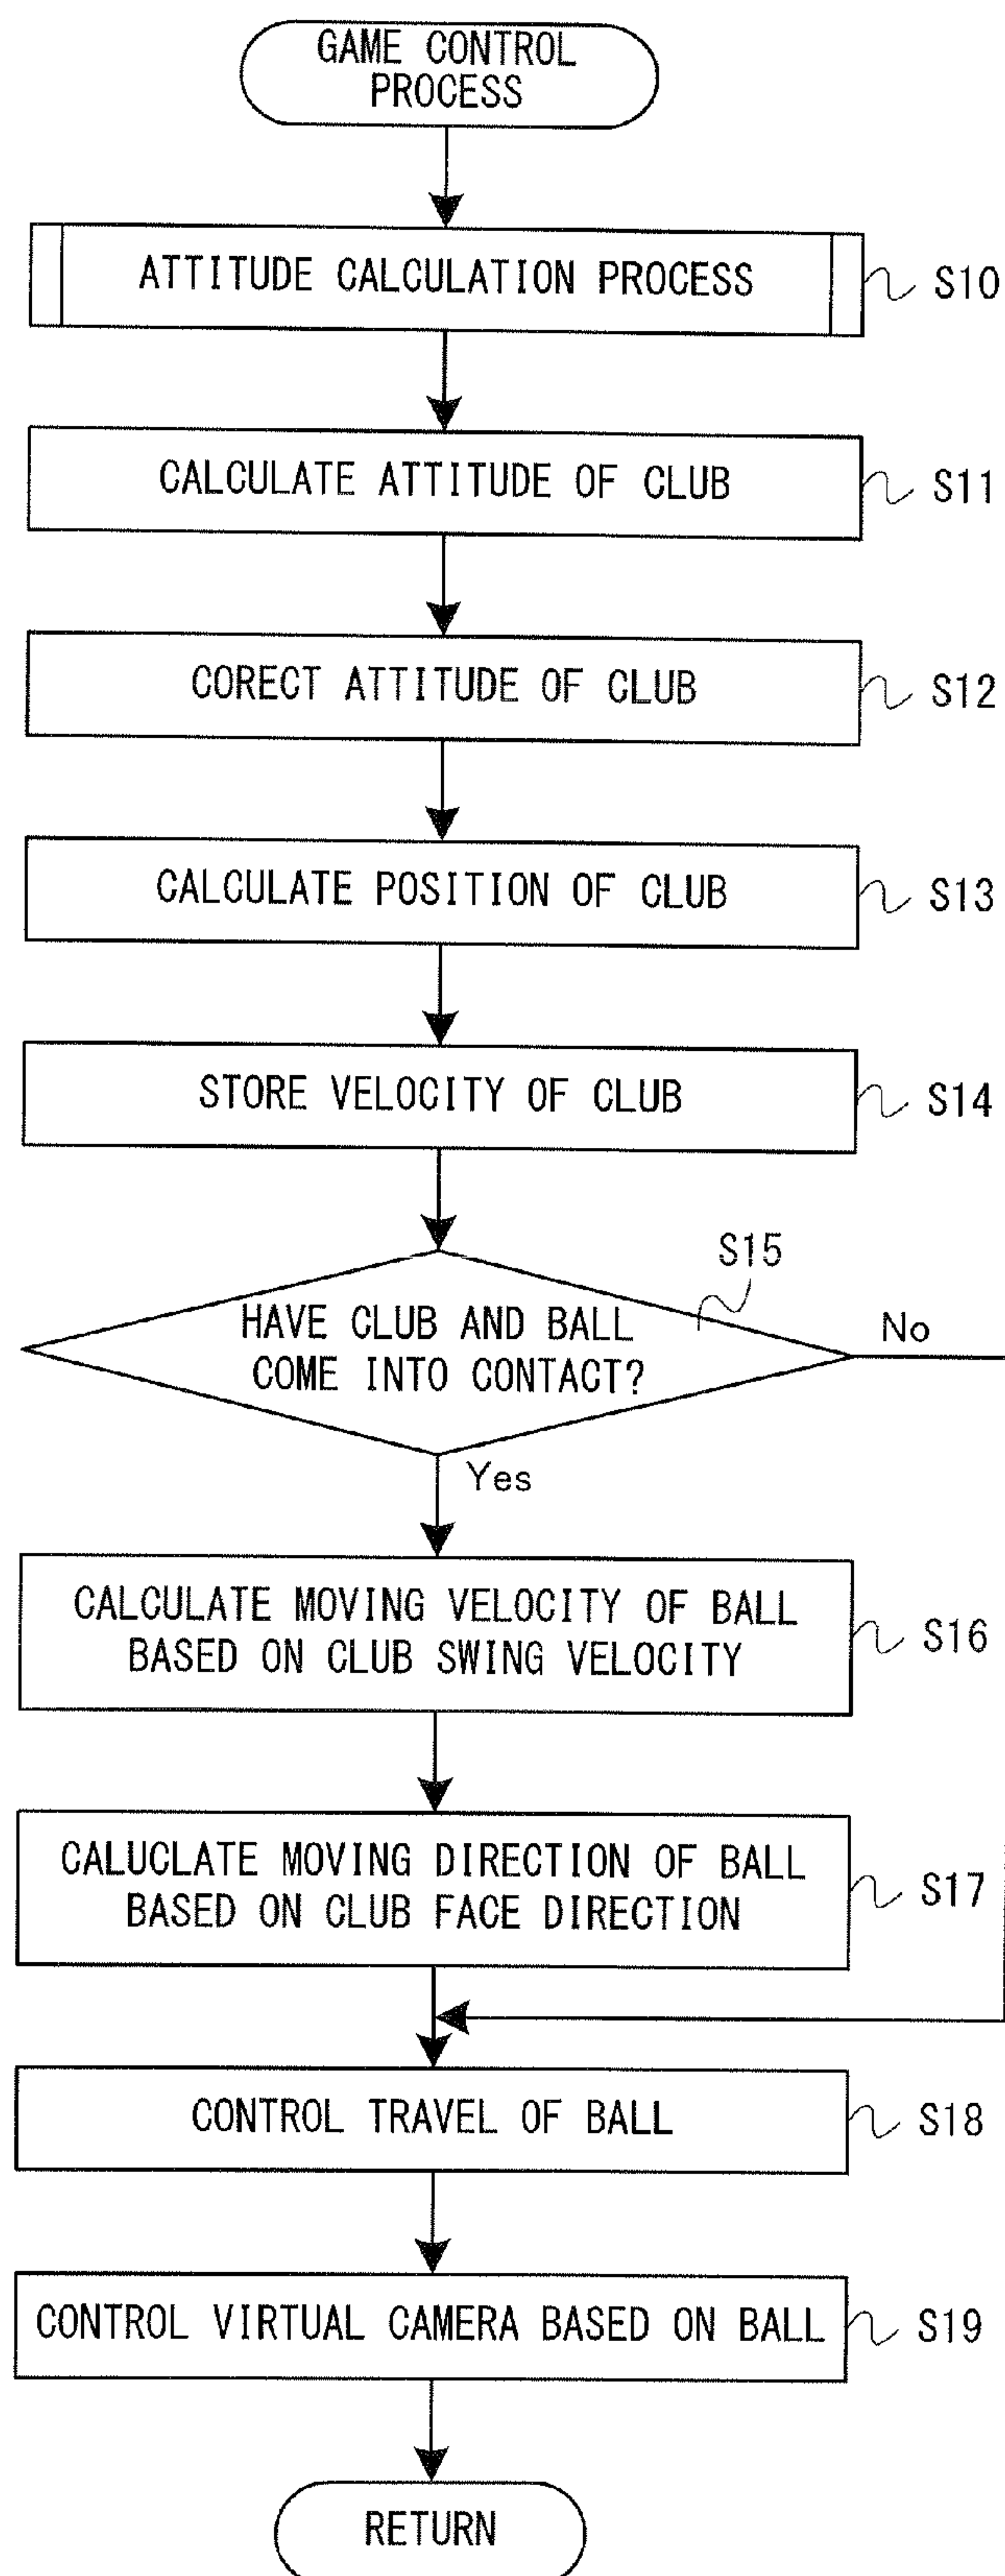 GAME CONTROL
PROCESS
ATTITUDE CALCULATION PROCESS
S10
CALCULATE ATTITUDE OF CLUB
S11
CORECT ATTITUDE OF CLUB
S12
CALCULATE POSITION OF CLUB
S13
STORE VELOCITY OF CLUB
S14
S15
HAVE CLUB AND BALL
COME INTO CONTACT?
No
Yes
CALCULATE MOVING VELOCITY OF BALL
BASED ON CLUB SWING VELOCITY
S16
CALUCLATE MOVING DIRECTION OF BALL
BASED ON CLUB FACE DIRECTION
S17
CONTROL TRAVEL OF BALL
S18
CONTROL VIRTUAL CAMERA BASED ON BALL
S19
RETURN